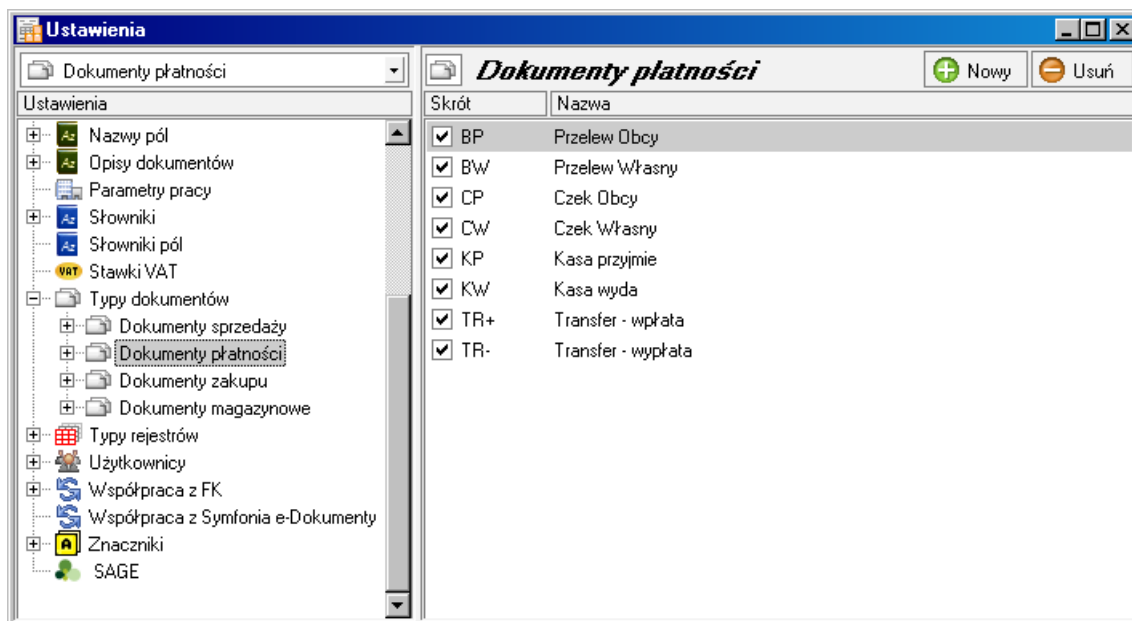 Ustawienia
Dokumenty płatności
Ustawienia
Nazwy pól
Opisy dokumentów
Parametry pracy
Słowniki
Słowniki pól
VAT Stawki VAT
Typy dokumentów
Dokumenty sprzedaży
Dokumenty płatności
Dokumenty zakupu
Dokumenty magazynowe
Typy rejestrów
Użytkownicy
Współpraca z FK
Współpraca z Symfonia e-Dokumenty
A Znaczniki
SAGE
Dokumenty płatności Nowy Usuń
Skrót Nazwa
BP Przelew Obcy
BW Przelew Własny
CP Czek Obcy
CW Czek Własny
KP Kasa przyjmie
KW Kasa wyda
TR+ Transfer - wpłata
TR- Transfer - wypłata